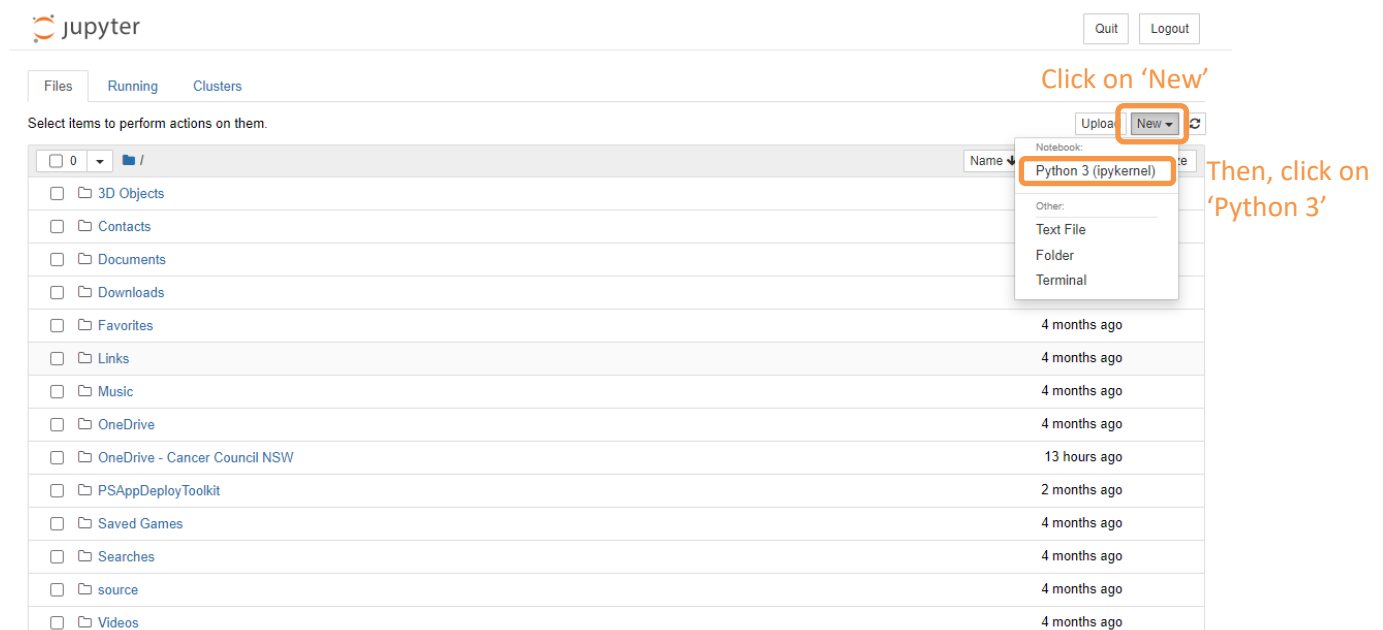 jupyter
Quit Logout
Files Running Clusters
Click on ‘New’
Select items to perform actions on them.
Uploa New
Notebook:
0 / Name
Python 3 (ipykernel)
Then, click on
‘Python 3’
3D Objects
Other:
Contacts
Text File
Documents
Folder
Downloads
Terminal
Favorites 4 months ago
Links 4 months ago
Music 4 months ago
OneDrive 4 months ago
OneDrive - Cancer Council NSW 13 hours ago
PSAppDeployToolkit 2 months ago
Saved Games 4 months ago
Searches 4 months ago
source 4 months ago
Videos 4 months ago